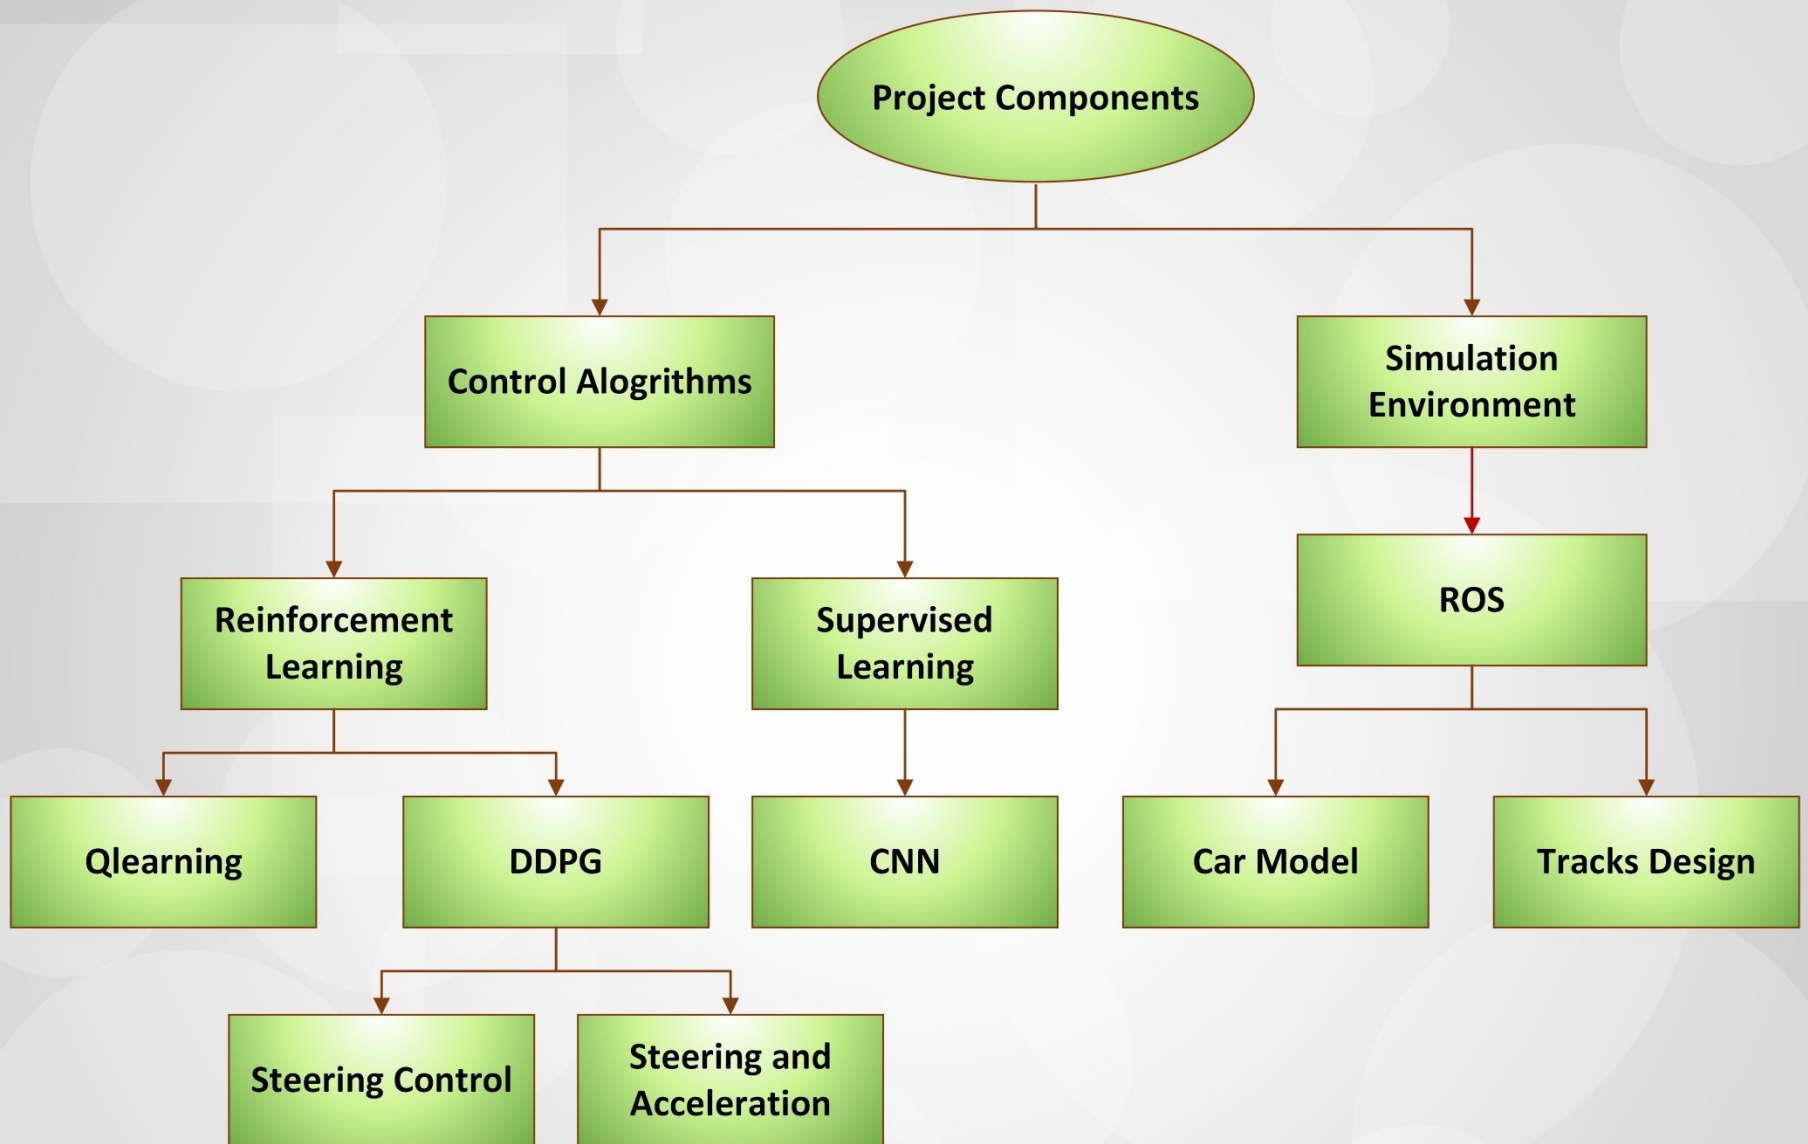 Project Components
Control Alogrithms
Simulation
Environment
Reinforcement
Learning
Supervised
Learning
ROS
Qlearning
DDPG
CNN
Car Model
Tracks Design
Steering Control
Steering and
Acceleration